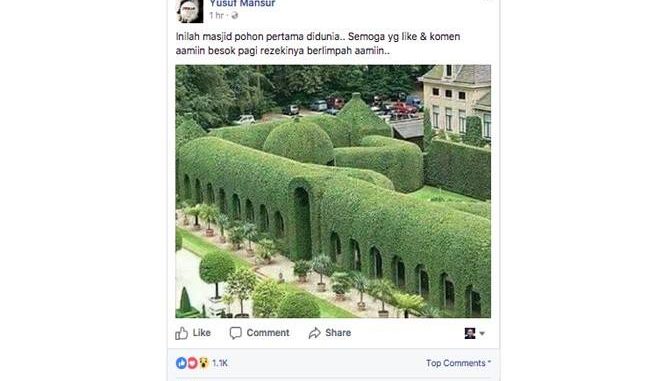 Yusuf Mansur
1 hr ·
Inilah masjid pohon pertama didunia.. Semoga yg like & komen
aamiin besok pagi rezekinya berlimpah aamiin..
Like Comment Share
1.1K Top Comments